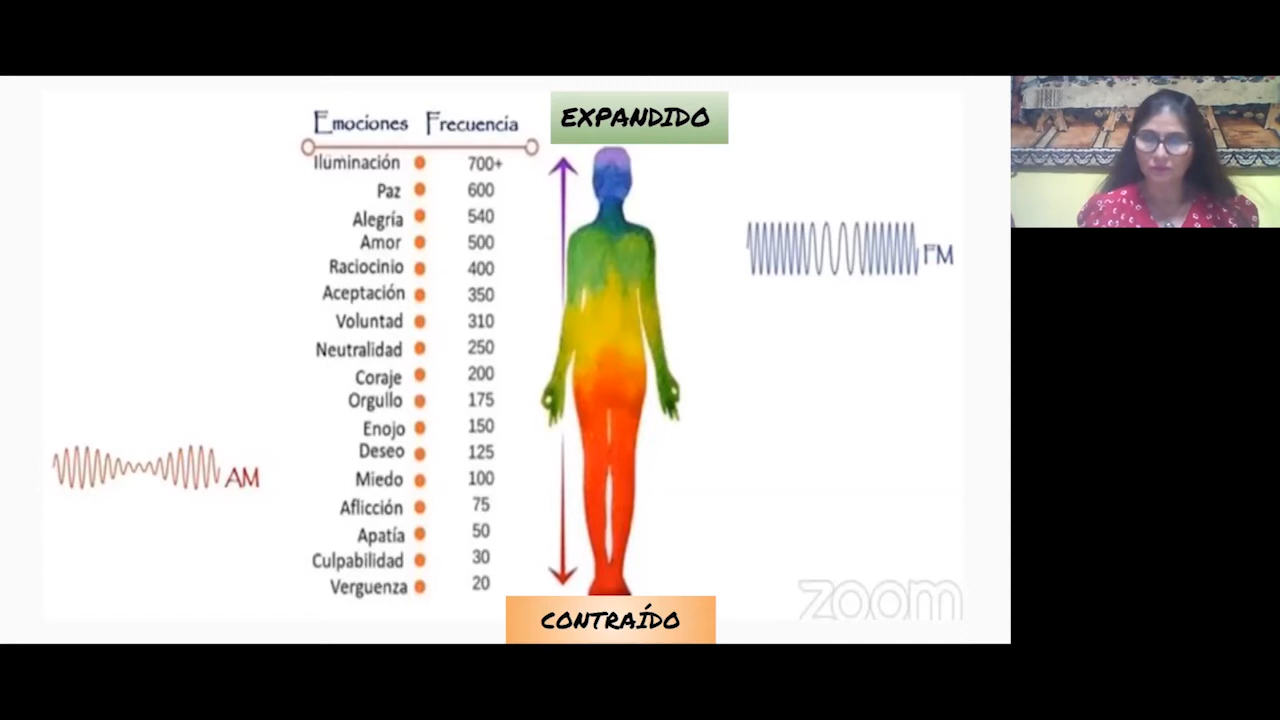 EXPANDIDO
Emociones Frecuencia
Iluminación 700+
Paz 600
Alegría 540
Amor 500
Raciocinio 400
Aceptación 350
Voluntad 310
Neutralidad 250
Coraje 200
Orgullo 175
Enojo 150
Deseo 125
Miedo 100
Aflicción 75
Apatía 50
Culpabilidad 30
Verguenza 20
FM
AM
CONTRAÍDO
zoom